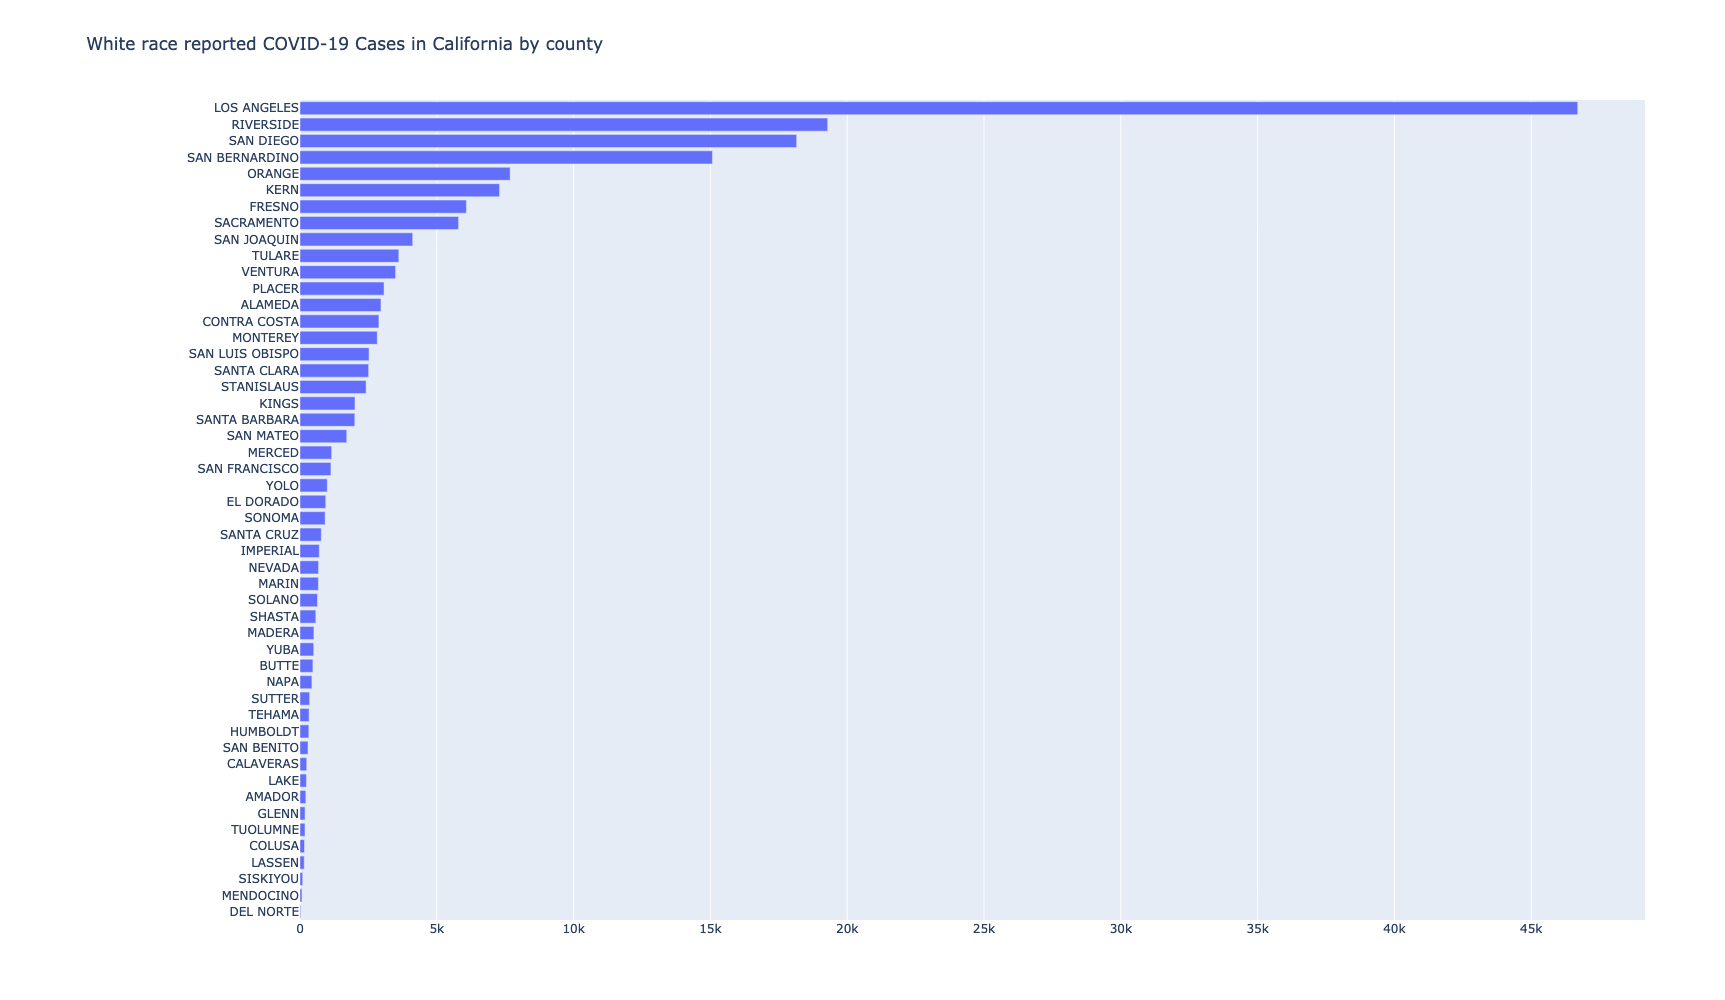 White race reported COVID-19 Cases in California by county
LOS ANGELES
RIVERSIDE
SAN DIEGO
SAN BERNARDINO
ORANGE
KERN
FRESNO
SACRAMENTO
SAN JOAQUIN
TULARE
VENTURA
PLACER
ALAMEDA
CONTRA COSTA
MONTEREY
SAN LUIS OBISPO
SANTA CLARA
STANISLAUS
KINGS
SANTA BARBARA
SAN MATEO
MERCED
SAN FRANCISCO
YOLO
EL DORADO
SONOMA
SANTA CRUZ
IMPERIAL
NEVADA
MARIN
SOLANO
SHASTA
MADERA
YUBA
BUTTE
NAPA
SUTTER
TEHAMA
HUMBOLDT
SAN BENITO
CALAVERAS
LAKE
AMADOR
GLENN
TUOLUMNE
COLUSA
LASSEN
SISKIYOU
MENDOCINO
DEL NORTE
0 5k 10k 15k 20k 25k 30k 35k 40k 45k